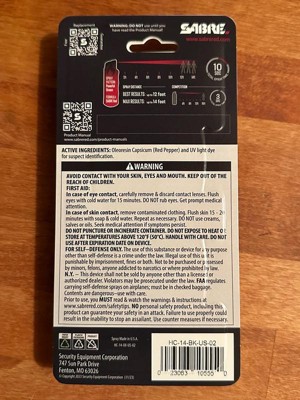 Replacement
WARNING: DO NOT use until you
have read the Product Manual!
SABRE
www.sabrered.com
S
10
SPRAY DISTANCE
COMPETITION
BEST RESULTS: up to 12 Feet
MAX RESULTS: up to 14 Feet
Product Manual
www.sabrered.com/product-manuals
ACTIVE INGREDIENTS: Oleoresin Capsicum (Red Pepper) and UV light dye
for suspect identification.
WARNING
AVOID CONTACT WITH YOUR SKIN, EYES AND MOUTH. KEEP OUT OF THE
REACH OF CHILDREN.
FIRST AID:
In case of eye contact, carefully remove & discard contact lenses. Flush
eyes with cold water for 15 minutes. DO NOT rub eyes. Get prompt medical
attention.
In case of skin contact, remove contaminated clothing. Flush skin 15 - 20
minutes with soap & cold water. Repeat as necessary. DO NOT use creams,
salves or oils. Seek medical attention if necessary.
DO NOT PUNCTURE OR INCINERATE CONTAINER. DO NOT EXPOSE TO HEAT OR
STORE AT TEMPERATURES ABOVE 120°F (50°C). HANDLE WITH CARE. DO NOT
USE AFTER EXPIRATION DATE ON DEVICE.
FOR SELF-DEFENSE ONLY. The use of this substance or device for any purpose
other than self-defense is a crime under the law. Illegal use of this unit is
punishable by imprisonment, fines or both. Not to be purchased or possessed
by minors, felons, anyone addicted to narcotics or where prohibited by law.
N.Y. — This device shall not be sold by anyone other than a licensed or
authorized dealer. Violators may be prosecuted under the law. FAA regulates
carrying self-defense sprays on airplanes; must be in checked baggage.
Contents are dangerous—use with care.
Prior to use, you MUST read & watch the warnings & instructions at
www.sabrered.com/safetytips. NO personal safety product, including this
product can guarantee your safety in an attack. Failure to use properly could
result in the inability to stop an assailant. Use counter measures if necessary.
Made in U.S.A.
HC-14-BK-US-02
Security Equipment Corporation
747 Sun Park Drive
Fenton, MO 63026
HC-14-BK-US-02
0 23063 10555 0